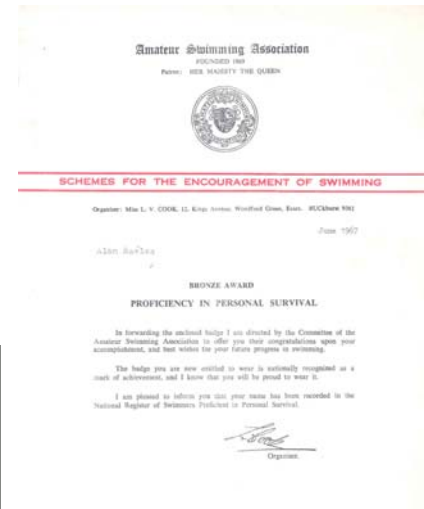 Amateur Swimming Association
FOUNDED 1869
Patron: HER MAJESTY THE QUEEN
SCHEMES FOR THE ENCOURAGEMENT OF SWIMMING
Organiser: Miss L. V. COOK, 12, Kings Avenue, Woodford Green, Essex. BUCkhurst 9361
June 1967
Alan
BRONZE AWARD
PROFICIENCY IN PERSONAL SURVIVAL
In forwarding the enclosed badge I am directed by the Committee of the
Amateur Swimming Association to offer you their congratulations upon your
accomplishment, and best wishes for your future progress in swimming.
The badge you are now entitled to wear is nationally recognised as a
mark of achievement, and I know that you will be proud to wear it.
I am pleased to inform you that your name has been recorded in the
National Register of Swimmers Proficient in Personal Survival.
Organiser.